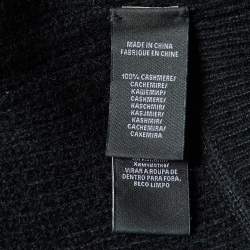 MADE IN CHINA
FABRIQUE EN CHINE
100% CASHMERE/
CACHEMIRE/
КАШЕМИР/
CASHMERE/
KASCHMIR/
KAŞMIER/
KASHMIR/
CACHEMIRA/
CAXEMIRA
VIRAR A ROUPA DE
DENTRO PARA FORA,
SECO LIMPO